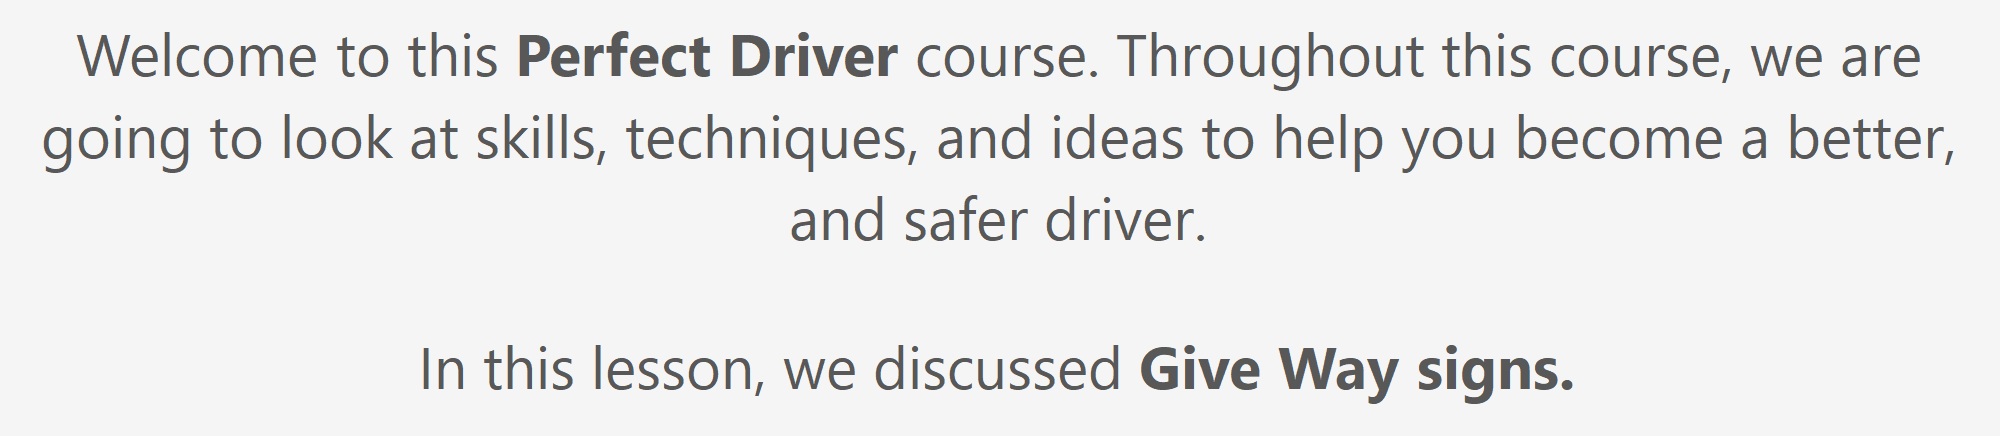 Welcome to this Perfect Driver course. Throughout this course, we are
going to look at skills, techniques, and ideas to help you become a better,
and safer driver.
In this lesson, we discussed Give Way signs.